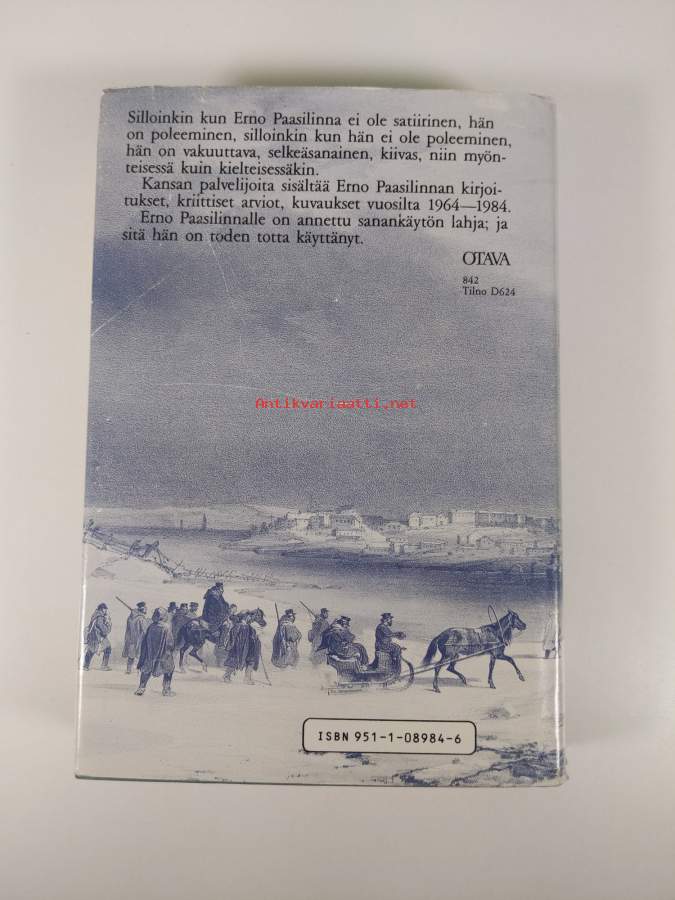 Silloinkin kun Erno Paasilinna ei ole satiirinen, hän
on poleeminen, silloinkin kun hän ei ole poleeminen,
hän on vakuuttava, selkeäsanainen, kiivas, niin myön-
teisessä kuin kielteisessäkin.
Kansan palvelijoita sisältää Erno Paasilinnan kirjoi-
tukset, kriittiset arviot, kuvaukset vuosilta 1964—1984.
Erno Paasilinnalle on annettu sanankäytön lahja; ja
sitä hän on toden totta käyttänyt.
OTAVA
842
Tilno D624
Antikvariaatti.net
ISBN 951-1-08984-6